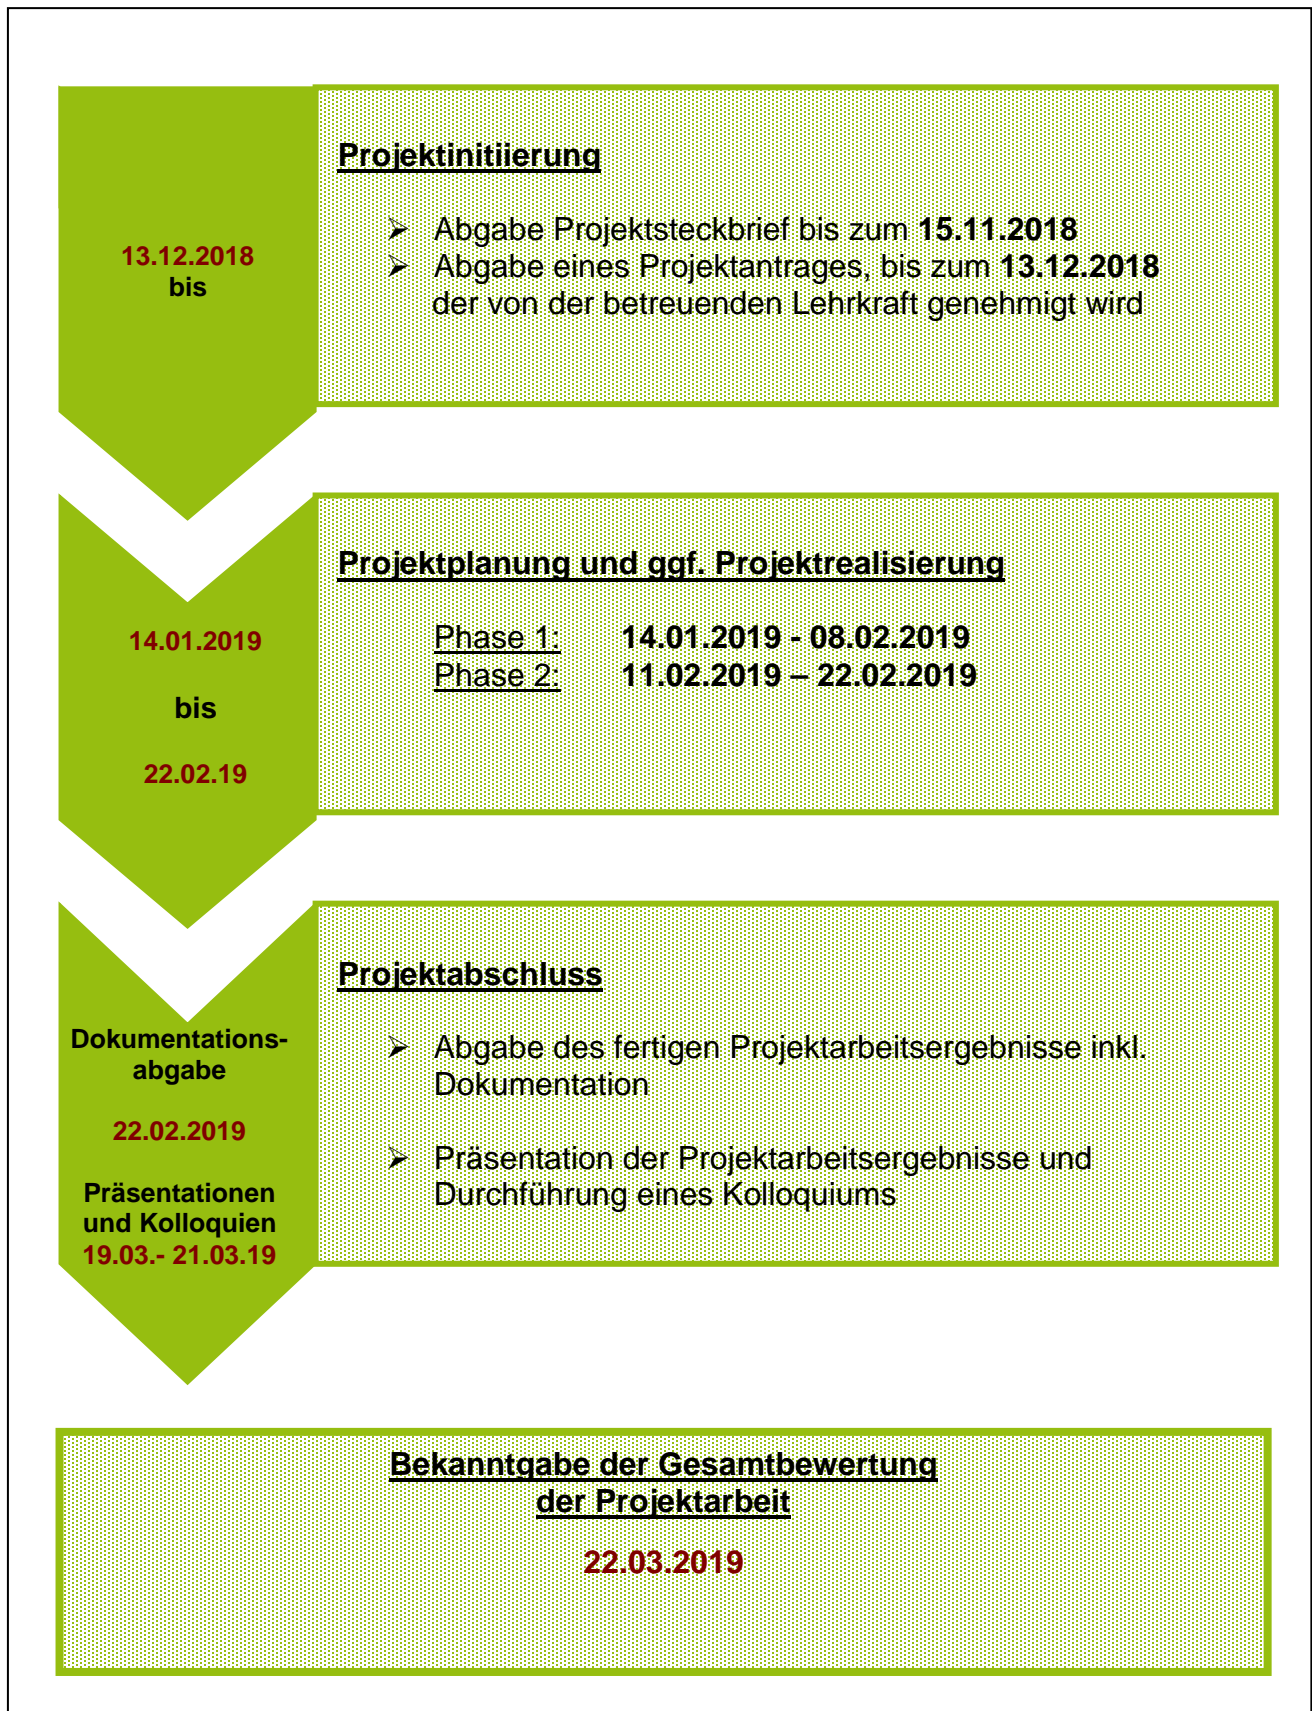 13.12.2018
bis
Projektinitiierung
➢ Abgabe Projektsteckbrief bis zum 15.11.2018
➢ Abgabe eines Projektantrages, bis zum 13.12.2018
der von der betreuenden Lehrkraft genehmigt wird
14.01.2019
bis
22.02.19
Projektplanung und ggf. Projektrealisierung
Phase 1: 14.01.2019 - 08.02.2019
Phase 2: 11.02.2019 – 22.02.2019
Dokumentations-
abgabe
22.02.2019
Präsentationen
und Kolloquien
19.03.- 21.03.19
Projektabschluss
➢ Abgabe des fertigen Projektarbeitsergebnisse inkl.
Dokumentation
➢ Präsentation der Projektarbeitsergebnisse und
Durchführung eines Kolloquiums
Bekanntgabe der Gesamtbewertung
der Projektarbeit
22.03.2019